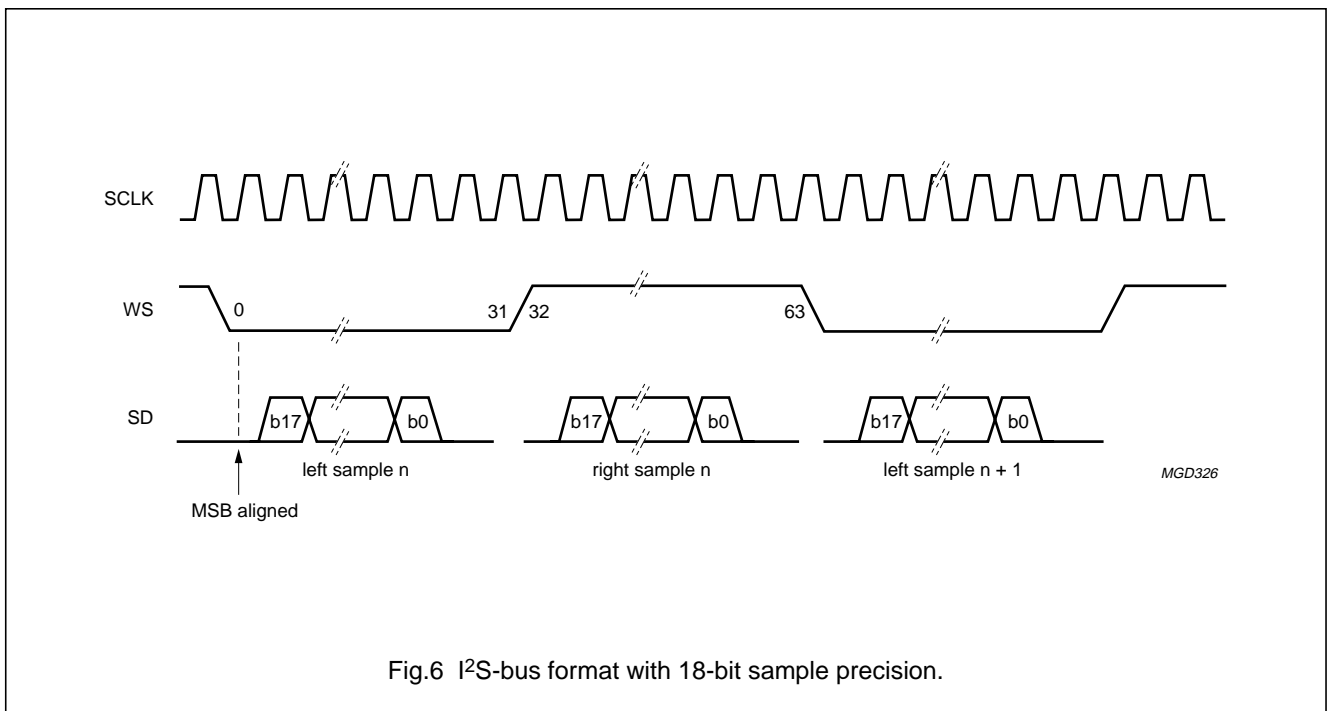 SCLK
WS 0 31 32 63
SD b17 b0 b17 b0 b17 b0
left sample n right sample n left sample n + 1 MGD326
MSB aligned
Fig.6 I²S-bus format with 18-bit sample precision.